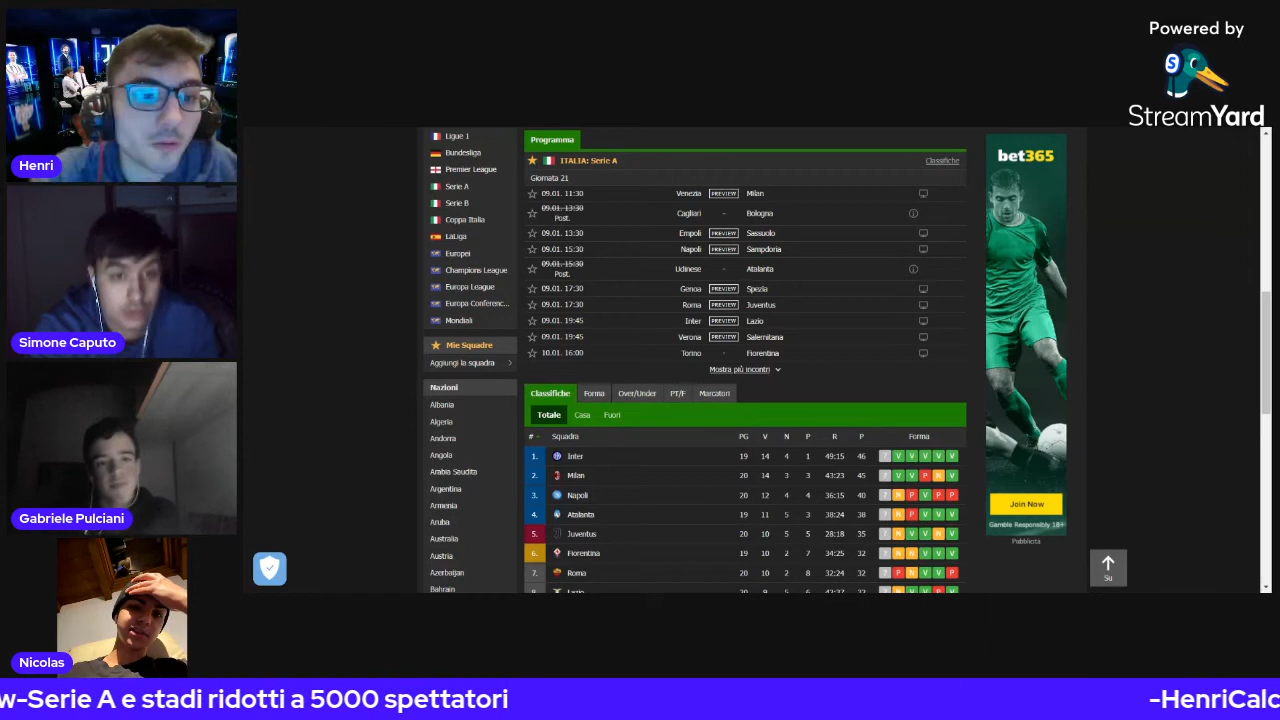 Powered by
StreamYard
Henri
Simone Caputo
Gabriele Pulciani
Nicolas
Ligue 1
Bundesliga
Premier League
Serie A
Serie B
Coppa Italia
LaLiga
Europei
Champions League
Europa League
Europa Conferenc...
Mondiali
Mie Squadre
Aggiungi la squadra
Nazioni
Albania
Algeria
Andorra
Angola
Arabia Saudita
Argentina
Armenia
Aruba
Australia
Austria
Azerbatjan
Bahrain
Programma
ITALIA: Serie A Classifiche
Giornata 21
09.01. 11:30 Venezia PREVIEW Milan
09.01. 13:30 Post. Cagliari - Bologna
09.01. 13:30 Empoli PREVIEW Sassuolo
09.01. 15:30 Napoli PREVIEW Sampdoria
09.01. 15:30 Post. Udinese - Atalanta
09.01. 17:30 Genoa PREVIEW Spezia
09.01. 17:30 Roma PREVIEW Juventus
09.01. 19:45 Inter PREVIEW Lazio
09.01. 19:45 Verona PREVIEW Salernitana
10.01. 16:00 Torino - Fiorentina
Mostra più incontri
Classifiche Forma Over/Under PT/F Marcatori
Totale Casa Fuori
# Squadra PG V N P R P Forma
1. Inter 19 14 4 1 49:15 46 ? V V V V V
2. Milan 20 14 3 3 43:23 45 ? V V P N V
3. Napoli 20 12 4 4 36:15 40 ? N P V P P
4. Atalanta 19 11 5 3 38:24 38 ? N P V V V
5. Juventus 20 10 5 5 28:18 35 ? N V V N V
6. Fiorentina 19 10 2 7 34:25 32 ? N N V V V
7. Roma 20 10 2 8 32:24 32 ? P N V V P
bet365
Join Now
Gamble Responsibly 18+
Pubblicità
Su
w-Serie A e stadi ridotti a 5000 spettatori
-HenriCalc